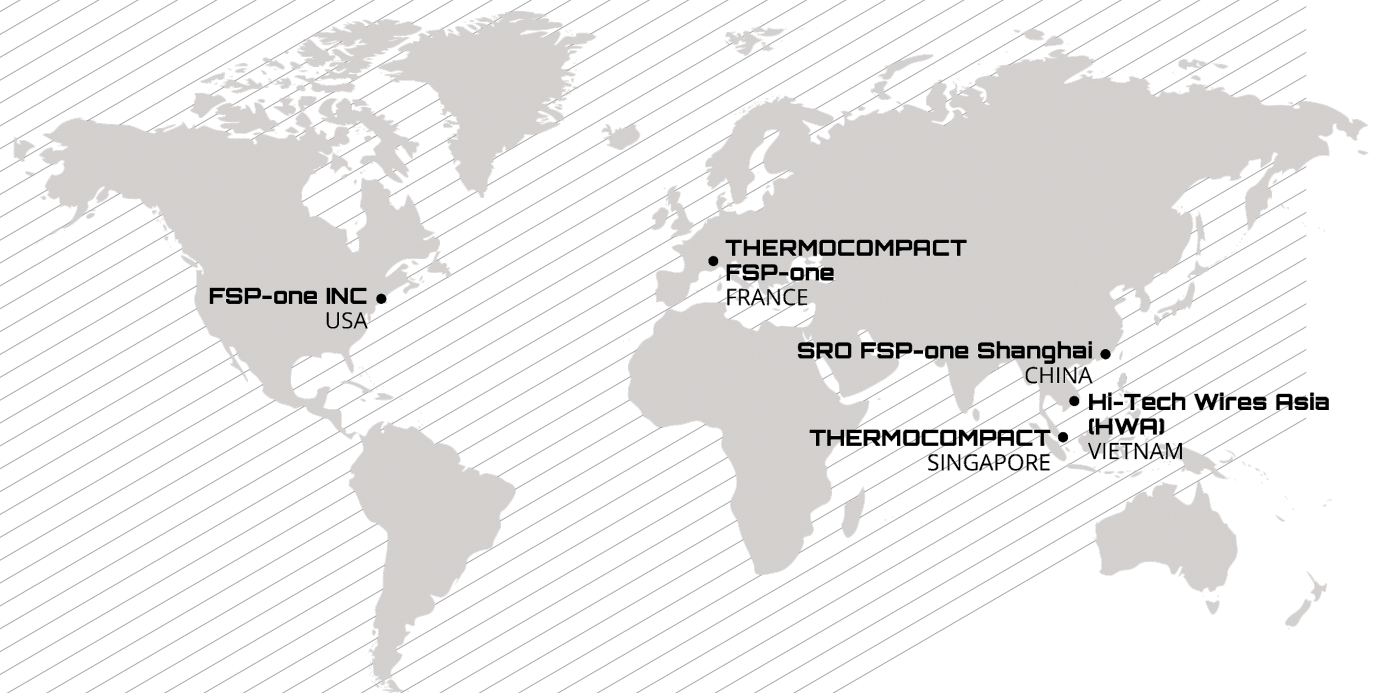 THERMOCOMPACT
FSP-one
FRANCE
FSP-one INC
USA
SRO FSP-one Shanghai
CHINA
Hi-Tech Wires Asia
(HWA)
VIETNAM
THERMOCOMPACT
SINGAPORE